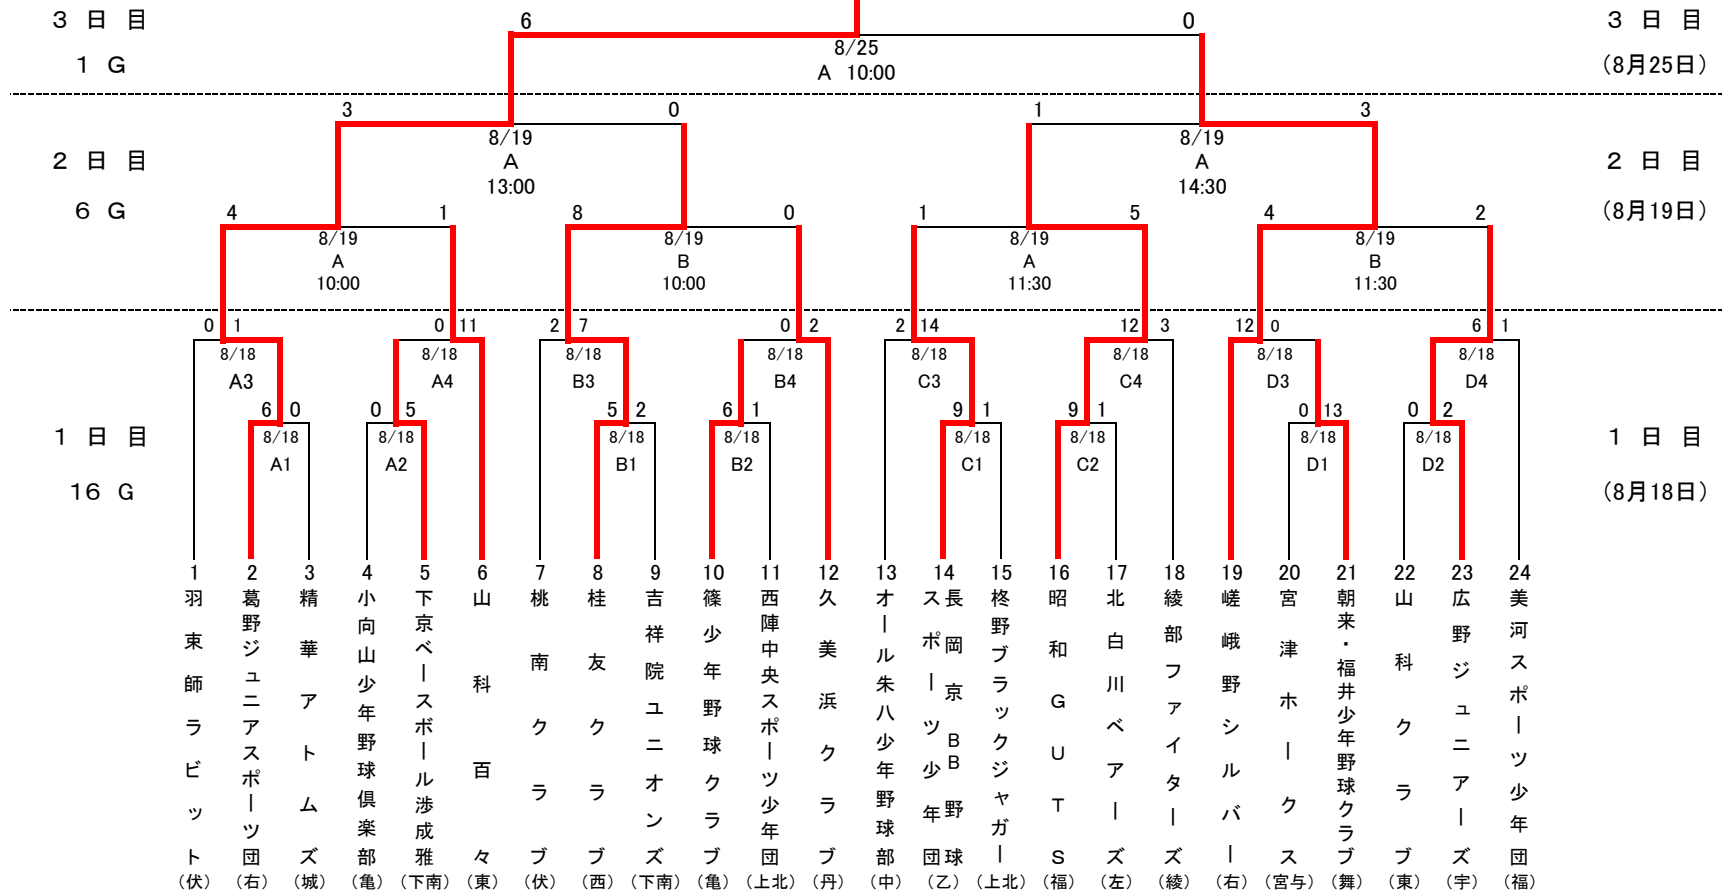 3 日 目 6 0 3 日 目
8/25
1 G A 10:00 (8月25日)
3 0 1 3
8/19 8/19
2 日 目 A A 2 日 目
13:00 14:30
6 G 4 1 8 0 1 5 4 2 (8月19日)
8/19 8/19 8/19 8/19
A B A B
10:00 10:00 11:30 11:30
0 1 0 11 2 7 0 2 2 14 12 3 12 0 6 1
8/18 8/18 8/18 8/18 8/18 8/18 8/18 8/18
A3 A4 B3 B4 C3 C4 D3 D4
6 0 0 5 5 2 6 1 9 1 9 1 0 13 0 2
1 日 目 8/18 8/18 8/18 8/18 8/18 8/18 8/18 8/18 1 日 目
A1 A2 B1 B2 C1 C2 D1 D2
16 G (8月18日)
1 羽東師ラビット (伏)
2 葛野ジュニアスポーツ団 (右)
3 精華アトムズ (城)
4 小向山少年野球倶楽部 (亀)
5 下京ベースボール渉成雅 (下南)
6 山科百々 (東)
7 桃南クラブ (伏)
8 桂友クラブ (西)
9 吉祥院ユニオンズ (下南)
10 篠少年野球クラブ (亀)
11 西陣中央スポーツ少年団 (上北)
12 久美浜クラブ (丹)
13 オール朱八少年野球部 (中)
14 長岡京BB野球
スポーツ少年団 (乙)
15 柊野ブラックジャガー (上北)
16 昭和GUTS (福)
17 北白川ベアーズ (左)
18 綾部ファイターズ (綾)
19 嵯峨野シルバー (右)
20 宮津ホークス (宮与)
21 朝来・福井少年野球クラブ (舞)
22 山科クラブ (東)
23 広野ジュニアーズ (宇)
24 美河スポーツ少年団 (福)